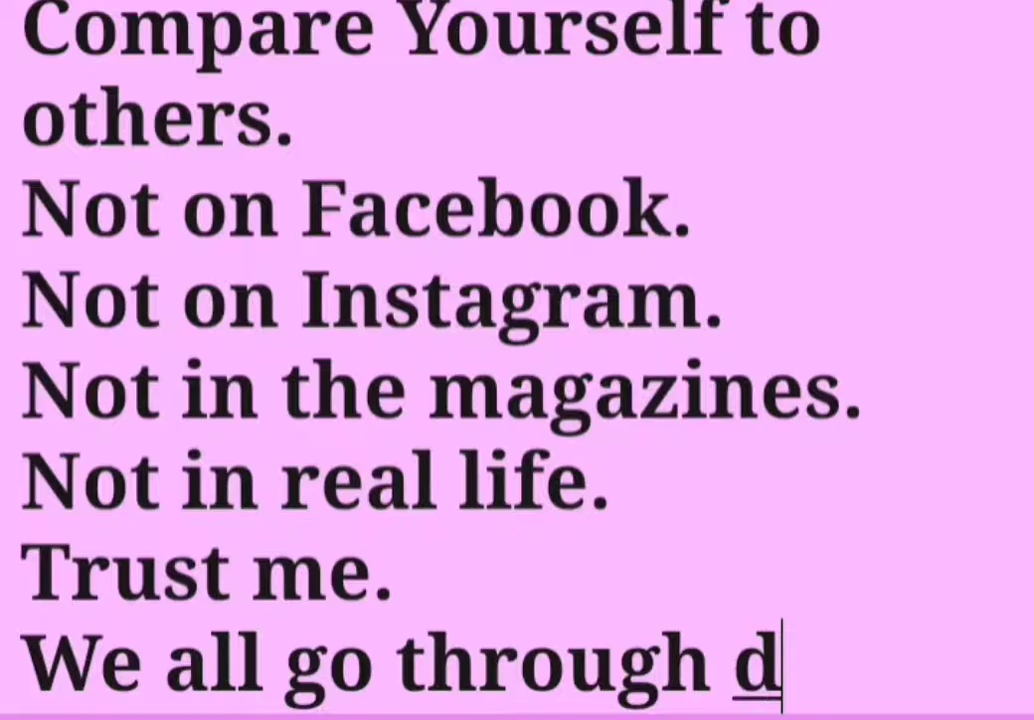 Compare Yourself to
others.
Not on Facebook.
Not on Instagram.
Not in the magazines.
Not in real life.
Trust me.
We all go through d